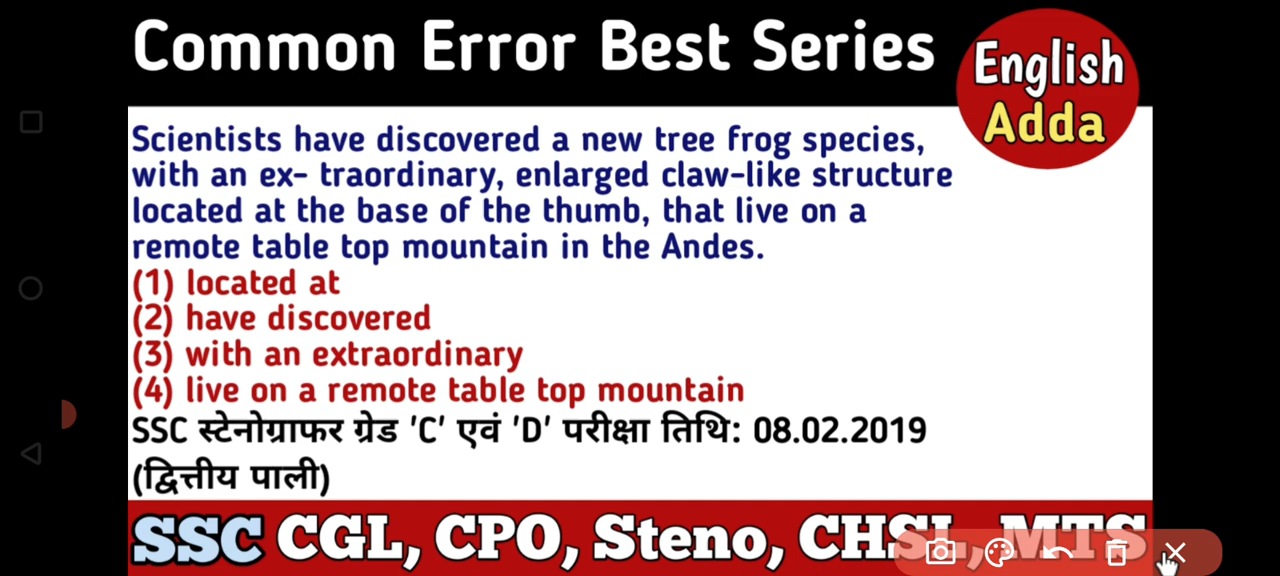 Common Error Best Series
English
Adda
Scientists have discovered a new tree frog species,
with an ex- traordinary, enlarged claw-like structure
located at the base of the thumb, that live on a
remote table top mountain in the Andes.
(1) located at
(2) have discovered
(3) with an extraordinary
(4) live on a remote table top mountain
SSC स्टेनोग्राफर ग्रेड 'C' एवं 'D' परीक्षा तिथि: 08.02.2019
(द्वित्तीय पाली)
SSC CGL, CPO, Steno, CHSL, MTS